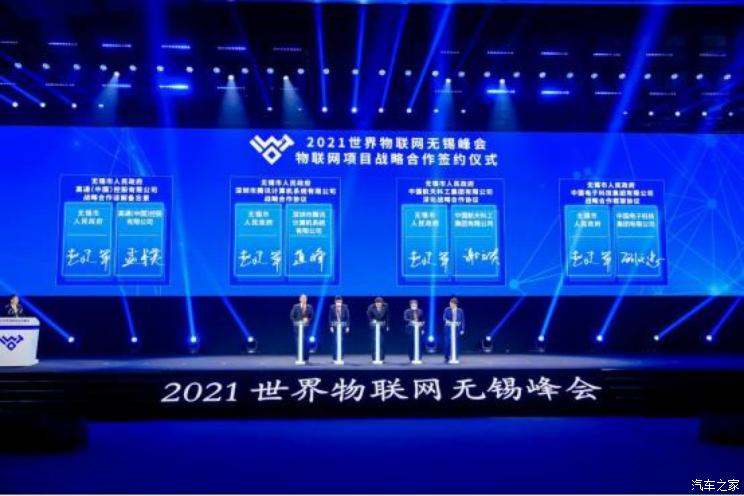 2021世界物联网无锡峰会
物联网项目战略合作签约仪式
无锡市人民政府
高通(中国)控股有限公司
战略合作谅解备忘录
无锡市
人民政府
高通(中国)控股
有限公司
无锡市人民政府
深圳市腾讯计算机系统有限公司
战略合作协议
无锡市
人民政府
深圳市腾讯
计算机系统
有限公司
无锡市人民政府
中国航天科工集团有限公司
深化战略合作协议
无锡市
人民政府
中国航天科工
集团有限公司
无锡市人民政府
中国电子科技集团有限公司
战略合作框架协议
无锡市
人民政府
中国电子科技
集团有限公司
2021 世界物联网无锡峰会
汽车之家